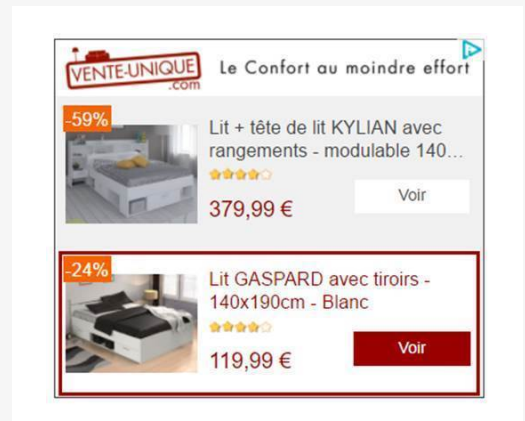 VENTE-UNIQUE
.com
Le Confort au moindre effort
-59%
Lit + tête de lit KYLIAN avec
rangements - modulable 140...
379,99 €
Voir
-24%
Lit GASPARD avec tiroirs -
140x190cm - Blanc
119,99 €
Voir